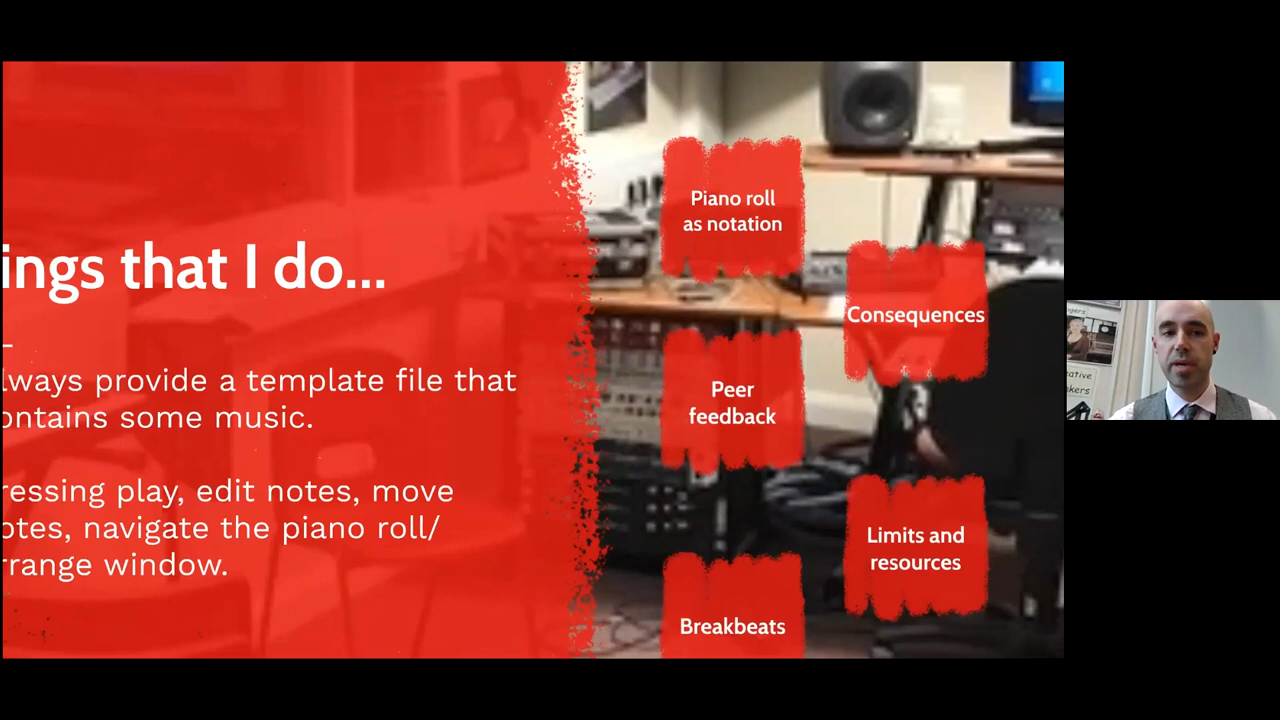 ings that I do...
lways provide a template file that
ontains some music.
ressing play, edit notes, move
otes, navigate the piano roll/
rrange window.
Piano roll
as notation
Consequences
Peer
feedback
Limits and
resources
Breakbeats